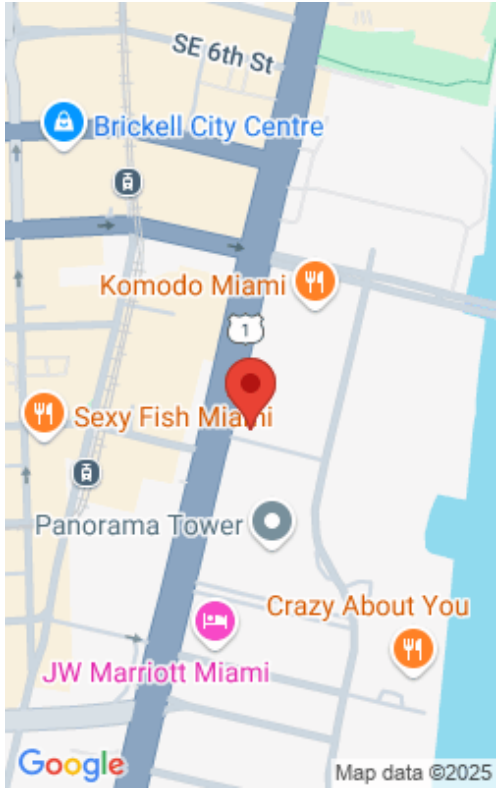 SE 6th St
Brickell City Centre
Komodo Miami
1
Sexy Fish Miami
Panorama Tower
Crazy About You
JW Marriott Miami
Google
Map data ©2025